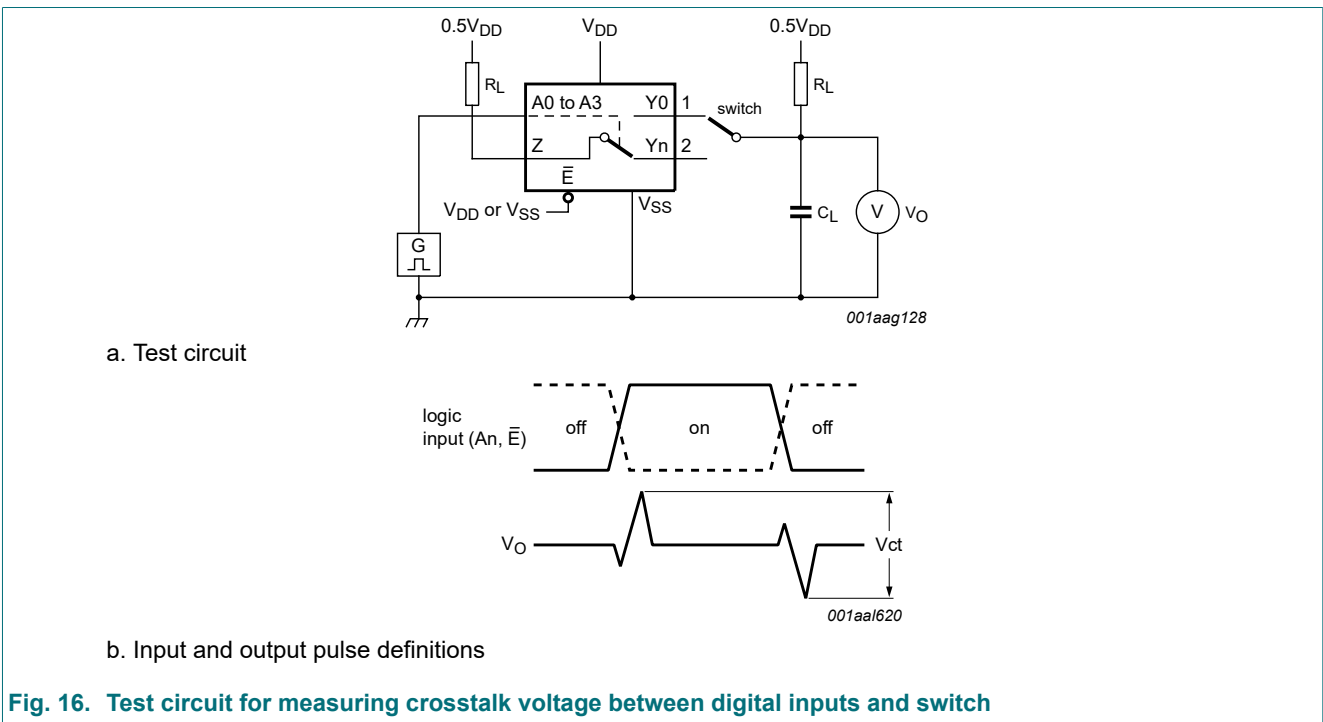 0.5VDD VDD 0.5VDD
RL RL
A0 to A3 Y0 1 switch
Z Yn 2
E̅
VDD or VSS VSS
CL V VO
G
001aag128
a. Test circuit
logic
input (An, E̅) off on off
VO Vct
001aal620
b. Input and output pulse definitions
Fig. 16. Test circuit for measuring crosstalk voltage between digital inputs and switch